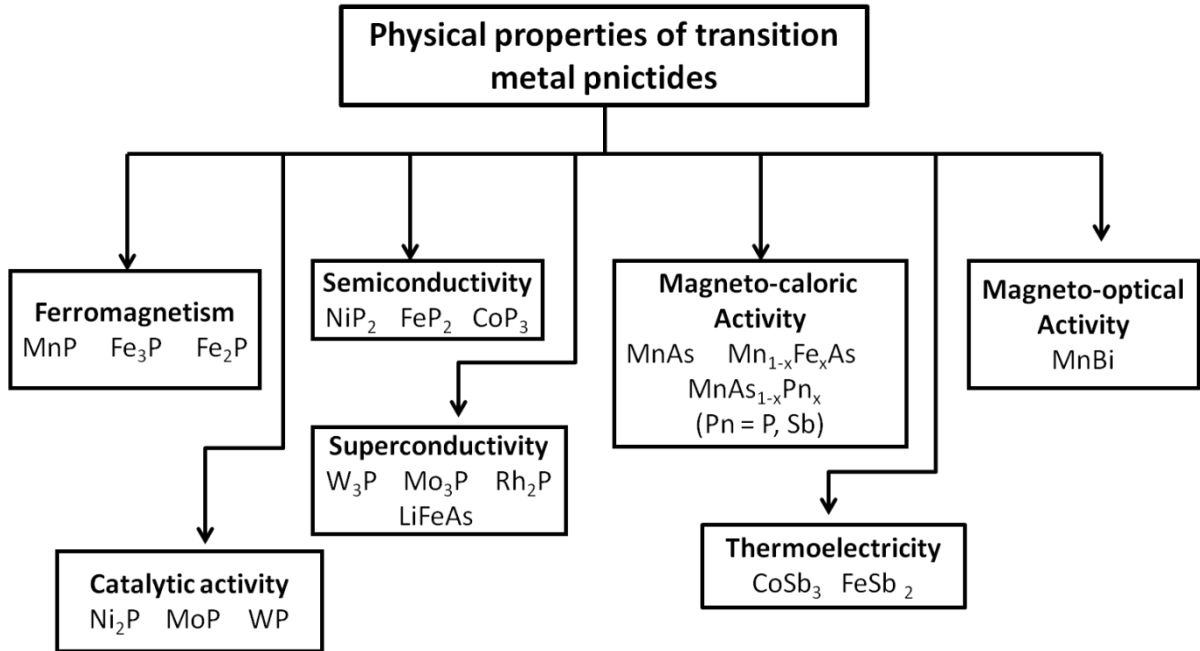 Physical properties of transition
metal pnictides
Ferromagnetism
MnP Fe₃P Fe₂P
Semiconductivity
NiP₂ FeP₂ CoP₃
Magneto-caloric
Activity
MnAs Mn₁₋ₓFeₓAs
MnAs₁₋ₓPnₓ
(Pn = P, Sb)
Magneto-optical
Activity
MnBi
Superconductivity
W₃P Mo₃P Rh₂P
LiFeAs
Catalytic activity
Ni₂P MoP WP
Thermoelectricity
CoSb₃ FeSb ₂